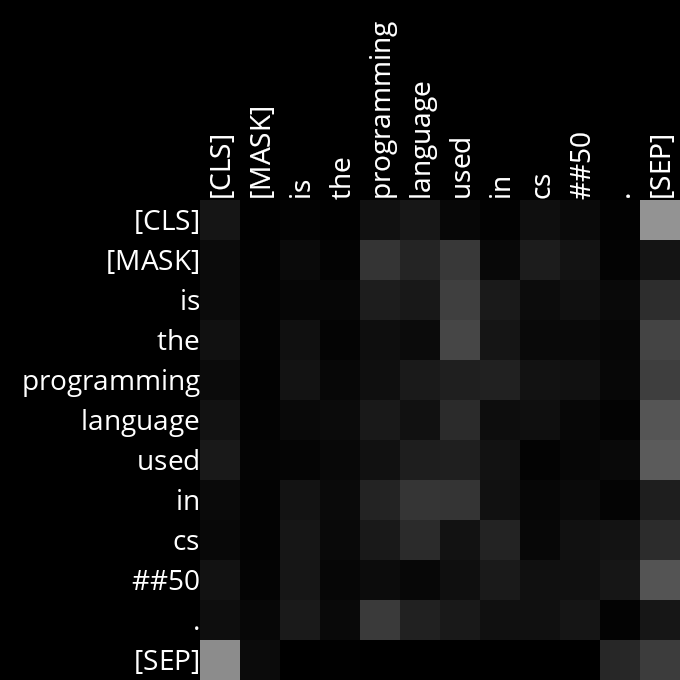 [CLS]
[MASK]
is
the
programming
language
used
in
cs
##50
.
[SEP]
[CLS]
[MASK]
is
the
programming
language
used
in
cs
##50
.
[SEP]